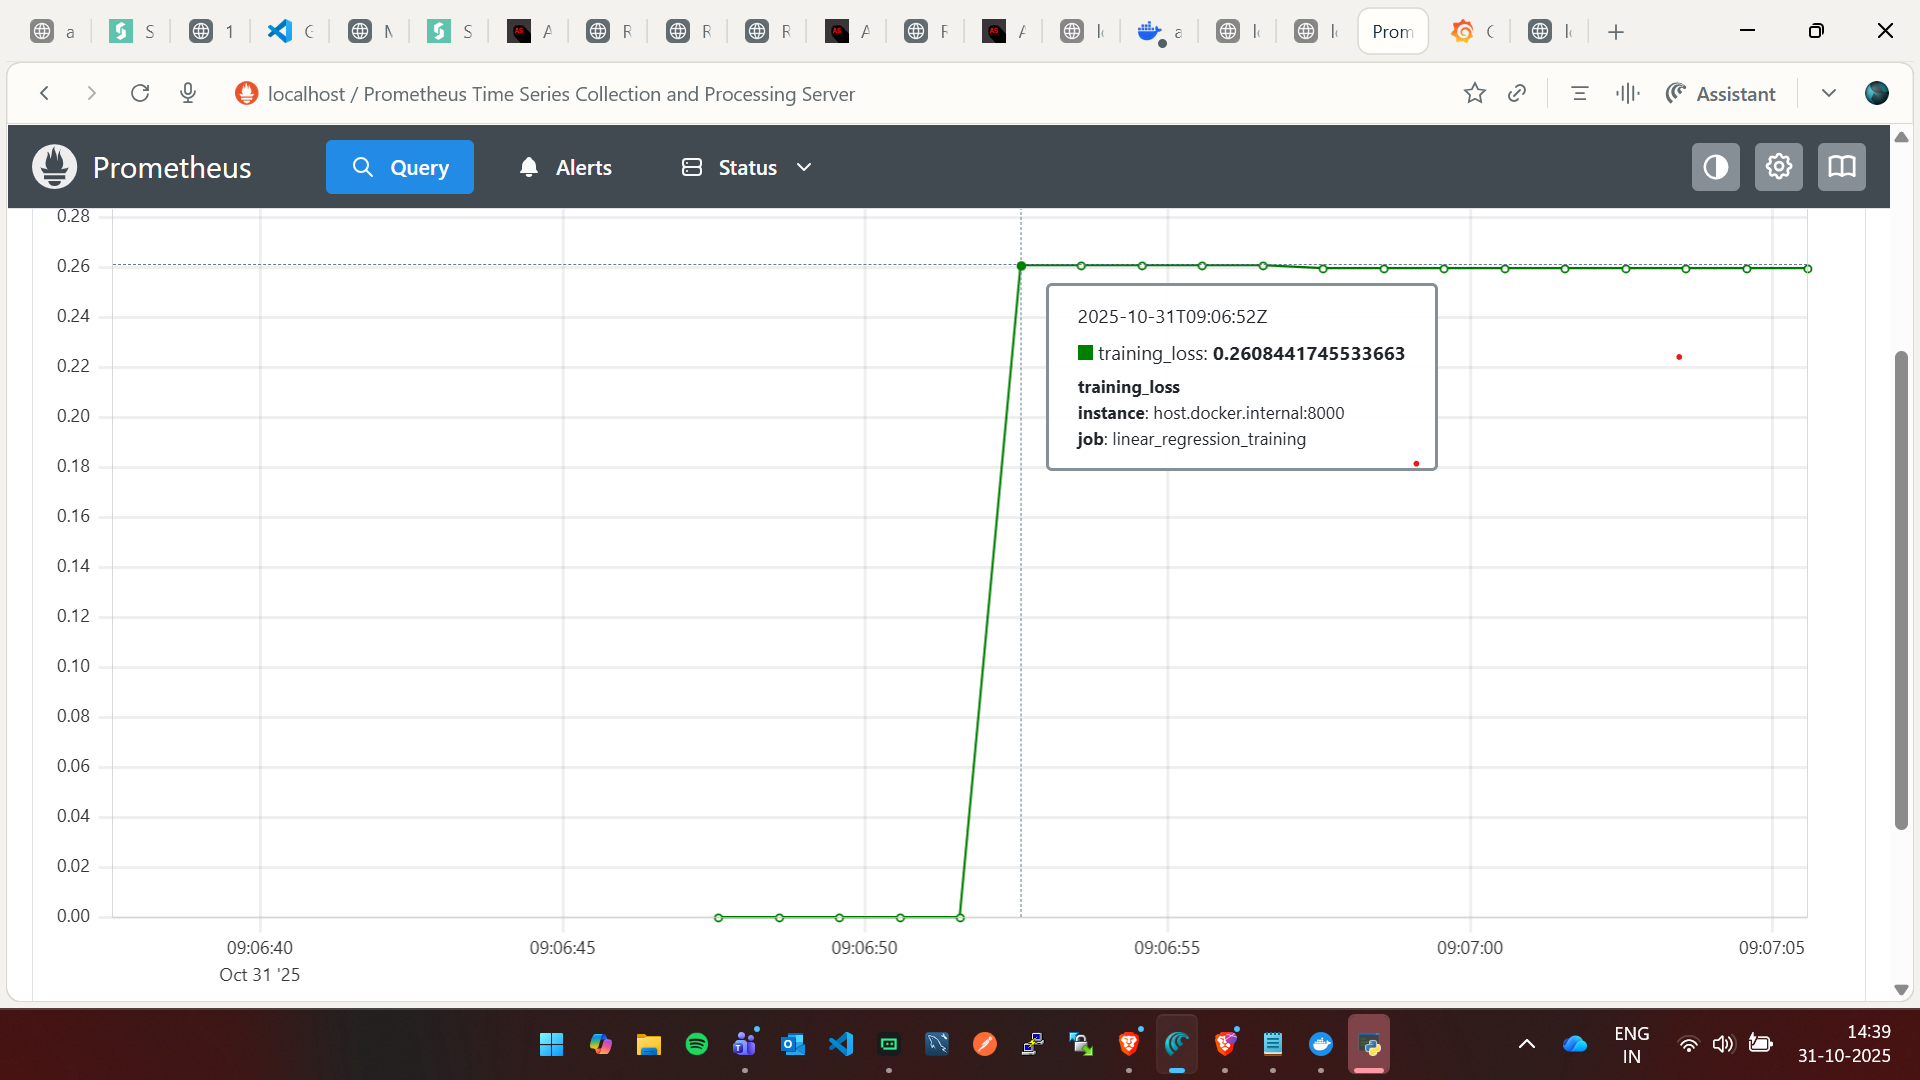 a
S
1
G
M
S
A
R
R
R
A
F
A
lo
a
lo
lo
Prom
G
lo
localhost / Prometheus Time Series Collection and Processing Server
Assistant
Prometheus
Query
Alerts
Status
0.28
0.26
0.24
0.22
0.20
0.18
0.16
0.14
0.12
0.10
0.08
0.06
0.04
0.02
0.00
2025-10-31T09:06:52Z
training_loss: 0.2608441745533663
training_loss
instance: host.docker.internal:8000
job: linear_regression_training
09:06:40
09:06:45
09:06:50
09:06:55
09:07:00
09:07:05
Oct 31 '25
ENG
IN
14:39
31-10-2025